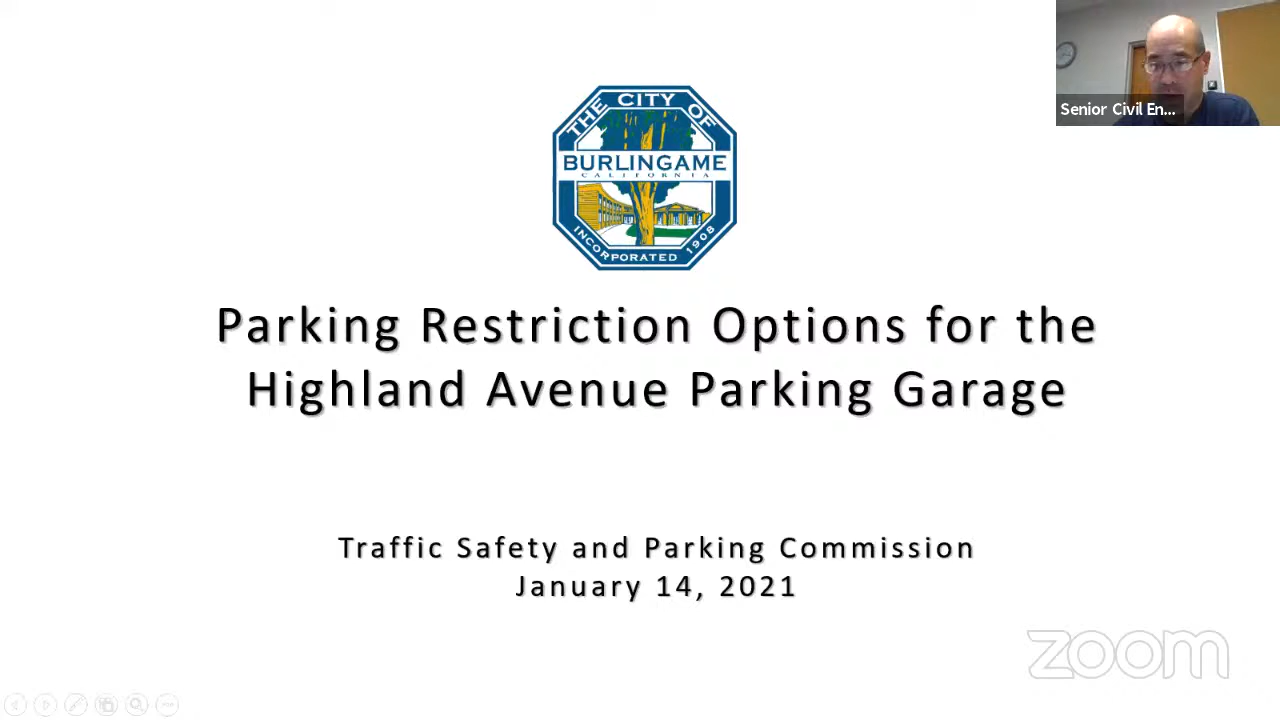 THE CITY OF
BURLINGAME
CALIFORNIA
INCORPORATED 1908
Senior Civil En...
Parking Restriction Options for the
Highland Avenue Parking Garage
Traffic Safety and Parking Commission
January 14, 2021
zoom